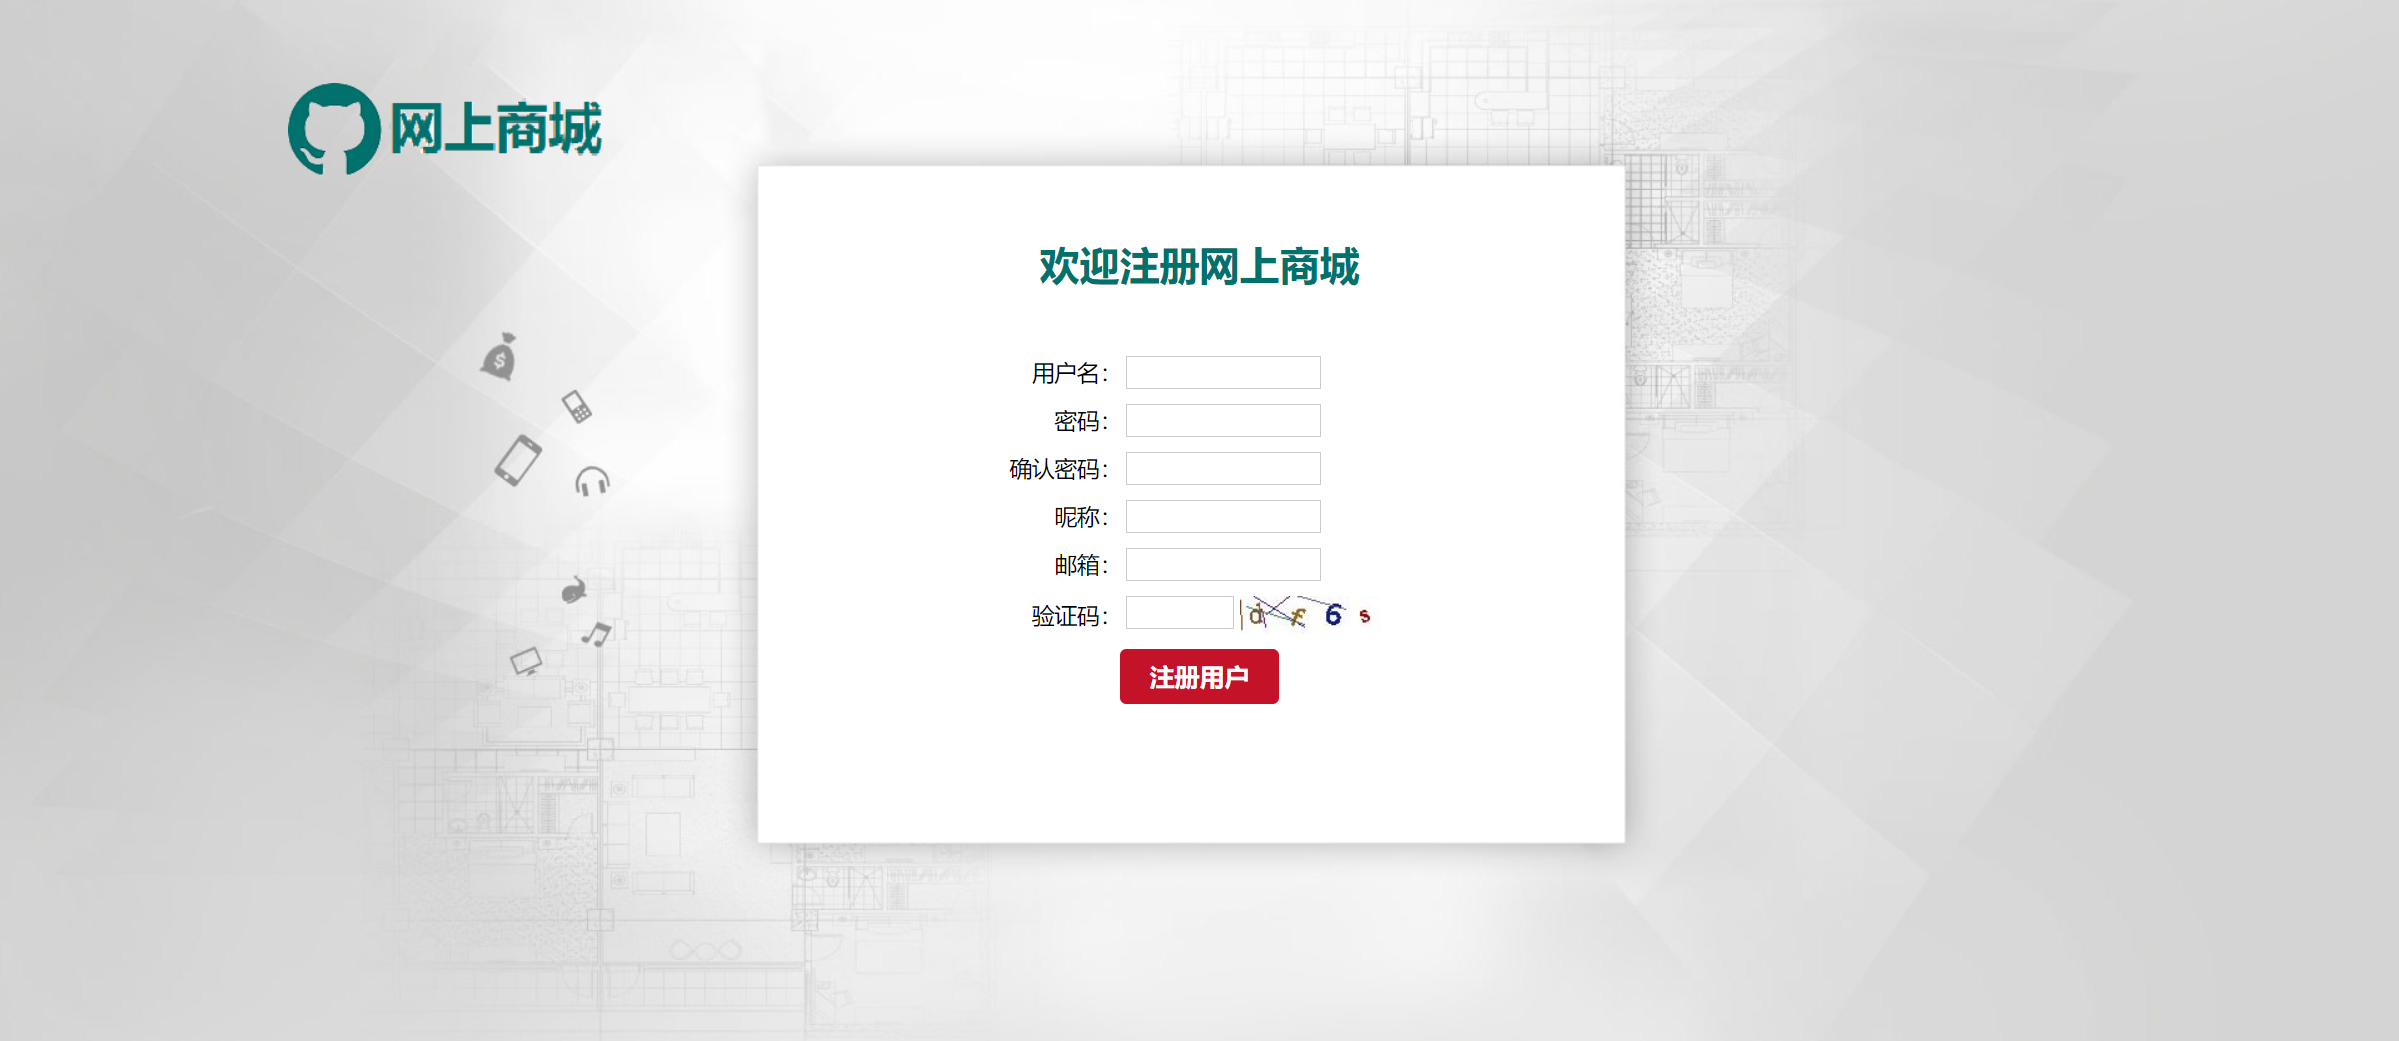 网上商城
欢迎注册网上商城
用户名：
密码：
确认密码：
昵称：
邮箱：
验证码： d f 6 s
注册用户